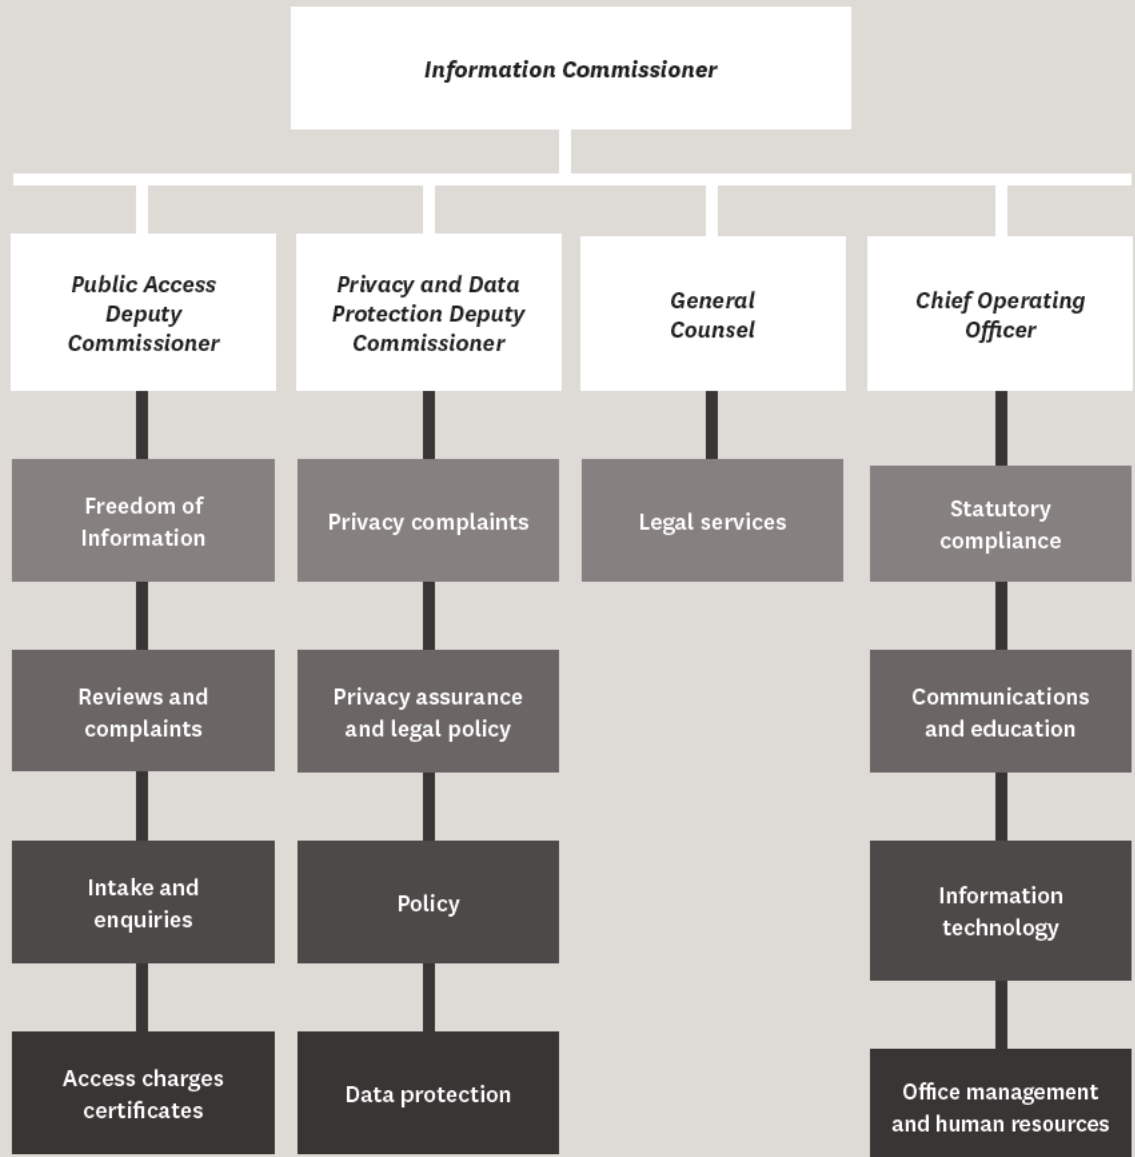 Information Commissioner
Public Access
Deputy
Commissioner
Privacy and Data
Protection Deputy
Commissioner
General
Counsel
Chief Operating
Officer
Freedom of
Information
Privacy complaints
Legal services
Statutory
compliance
Reviews and
complaints
Privacy assurance
and legal policy
Communications
and education
Intake and
enquiries
Policy
Information
technology
Access charges
certificates
Data protection
Office management
and human resources